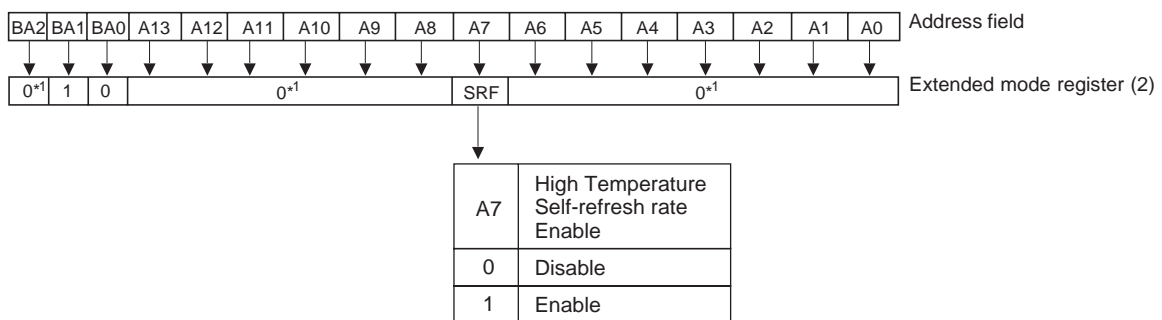 BA2 BA1 BA0 A13 A12 A11 A10 A9 A8 A7 A6 A5 A4 A3 A2 A1 A0 Address field
0*1 1 0 0*1 SRF 0*1 Extended mode register (2)
A7 High Temperature
Self-refresh rate
Enable
0 Disable
1 Enable